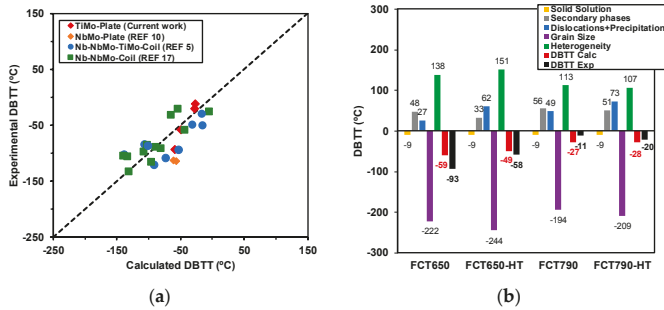 (a)
Experimental DBTT (ºC)
150
50
-50
-150
-250
-250
-150
-50
50
150
Calculated DBTT (ºC)
TiMo-Plate (Current work)
NbMo-Plate (REF 10)
Nb-NbMo-TiMo-Coil (REF 5)
Nb-NbMo-Coil (REF 17)
(b)
Solid Solution
Secondary phases
Dislocations+Precipitation
Grain Size
Heterogeneity
DBTT Calc
DBTT Exp
DBTT (ºC)
300
200
100
0
-100
-200
-300
-9
48
27
-222
138
-59
-93
-9
33
62
-244
151
-49
-58
-9
56
49
-194
113
-27
-11
-9
51
73
-209
107
-28
-20
FCT650
FCT650-HT
FCT790
FCT790-HT
(a)
(b)